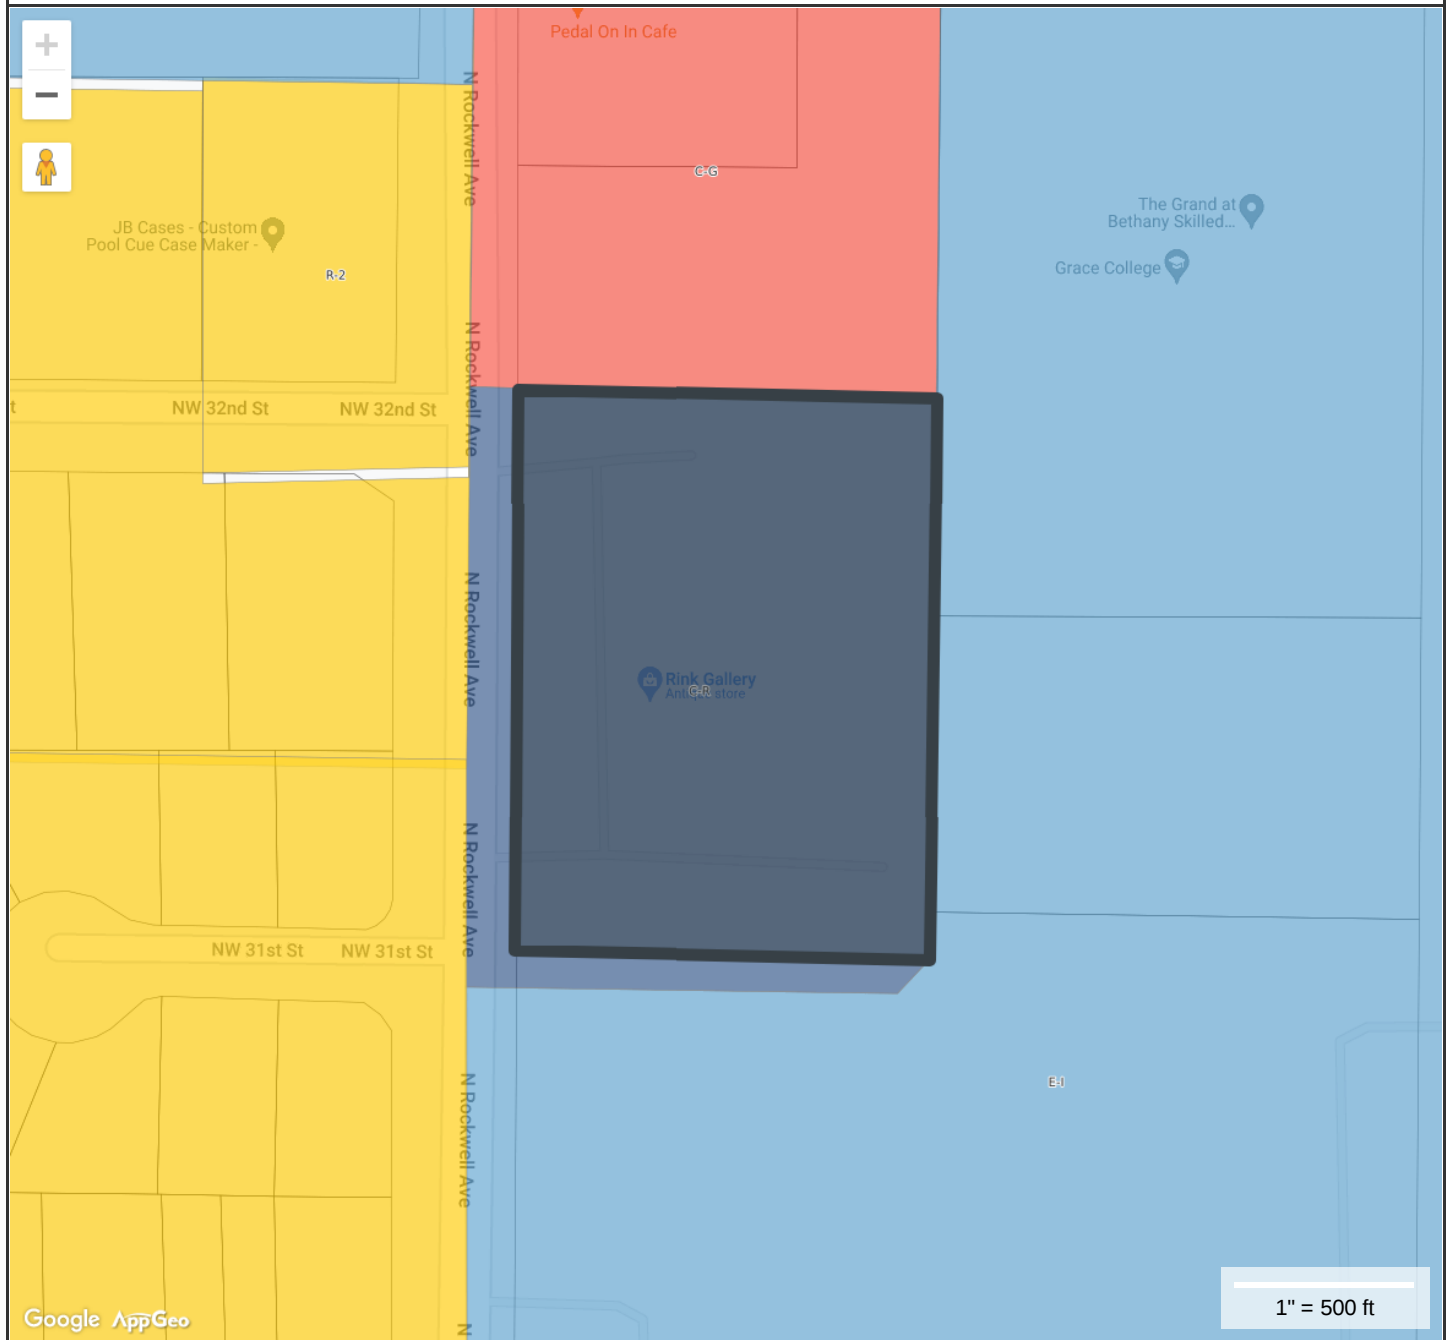 Pedal On In Cafe
N Rockwell Ave
C-G
The Grand at
Bethany Skilled...
JB Cases - Custom
Pool Cue Case Maker -
Grace College
R-2
N Rockwell Ave
t
NW 32nd St
NW 32nd St
N Rockwell Ave
Rink Gallery
Antique store
C-R
N Rockwell Ave
NW 31st St
NW 31st St
E-I
N Rockwell Ave
N
1" = 500 ft
Google AppGeo